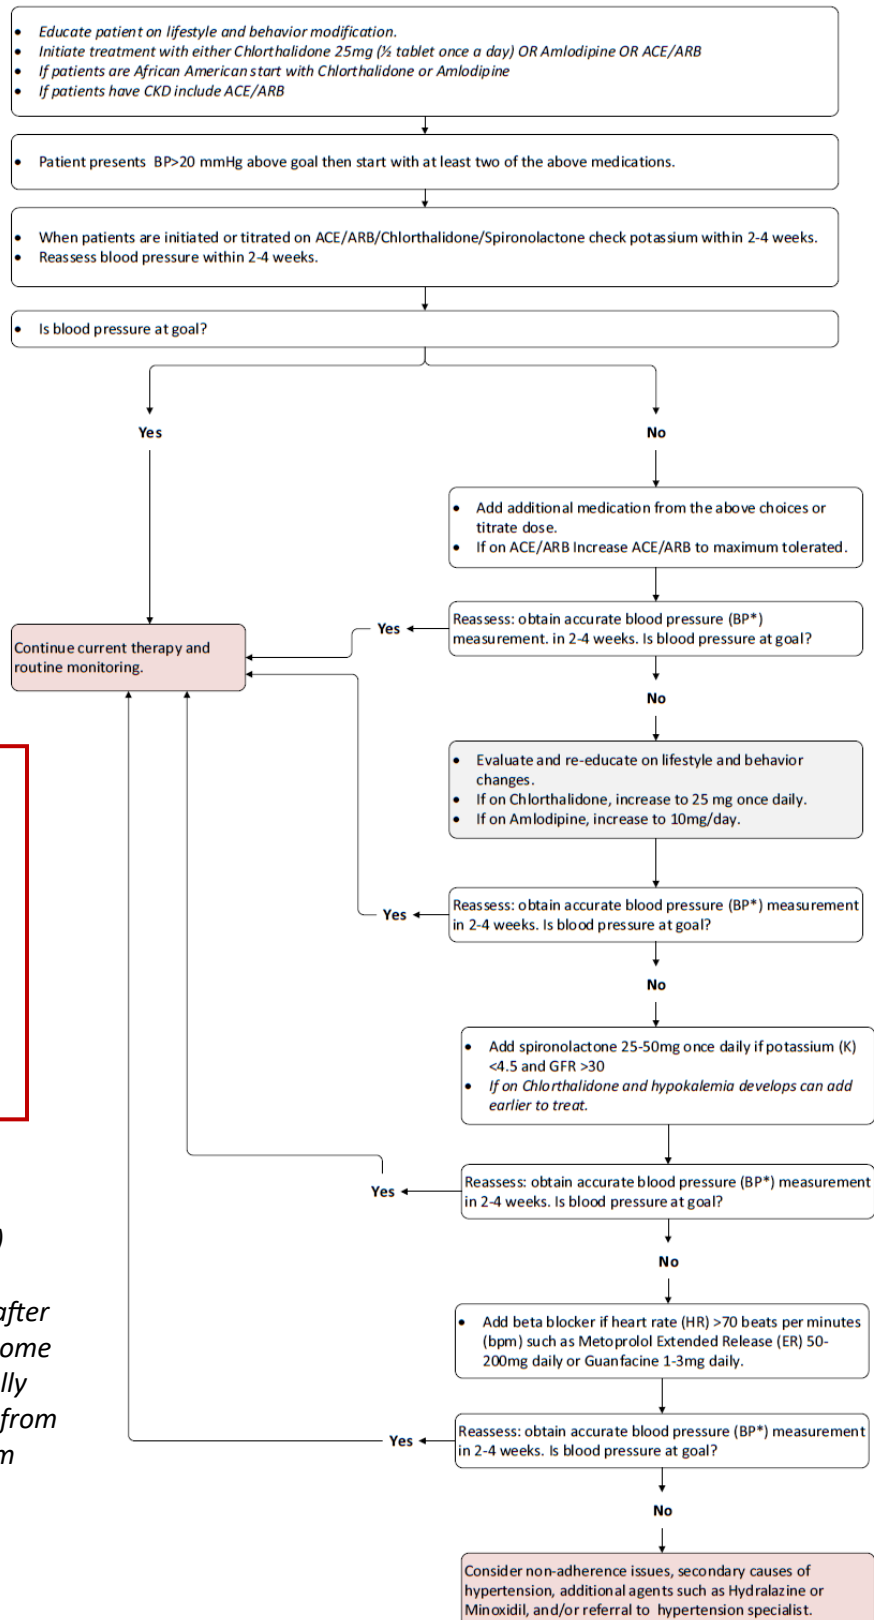 • Educate patient on lifestyle and behavior modification.
• Initiate treatment with either Chlorthalidone 25mg (½ tablet once a day) OR Amlodipine OR ACE/ARB
• If patients are African American start with Chlorthalidone or Amlodipine
• If patients have CKD include ACE/ARB
• Patient presents BP>20 mmHg above goal then start with at least two of the above medications.
• When patients are initiated or titrated on ACE/ARB/Chlorthalidone/Spironolactone check potassium within 2-4 weeks.
• Reassess blood pressure within 2-4 weeks.
• Is blood pressure at goal?
Yes
No
• Add additional medication from the above choices or
titrate dose.
• If on ACE/ARB Increase ACE/ARB to maximum tolerated.
Reassess: obtain accurate blood pressure (BP*)
measurement. in 2-4 weeks. Is blood pressure at goal?
Yes
Continue current therapy and
routine monitoring.
No
• Evaluate and re-educate on lifestyle and behavior
changes.
• If on Chlorthalidone, increase to 25 mg once daily.
• If on Amlodipine, increase to 10mg/day.
Reassess: obtain accurate blood pressure (BP*) measurement
in 2-4 weeks. Is blood pressure at goal?
Yes
No
• Add spironolactone 25-50mg once daily if potassium (K)
<4.5 and GFR >30
• If on Chlorthalidone and hypokalemia develops can add
earlier to treat.
Reassess: obtain accurate blood pressure (BP*) measurement
in 2-4 weeks. Is blood pressure at goal?
Yes
No
)
after
ome
lly
from
m
• Add beta blocker if heart rate (HR) >70 beats per minutes
(bpm) such as Metoprolol Extended Release (ER) 50-
200mg daily or Guanfacine 1-3mg daily.
Reassess: obtain accurate blood pressure (BP*) measurement
in 2-4 weeks. Is blood pressure at goal?
Yes
No
Consider non-adherence issues, secondary causes of
hypertension, additional agents such as Hydralazine or
Minoxidil, and/or referral to hypertension specialist.